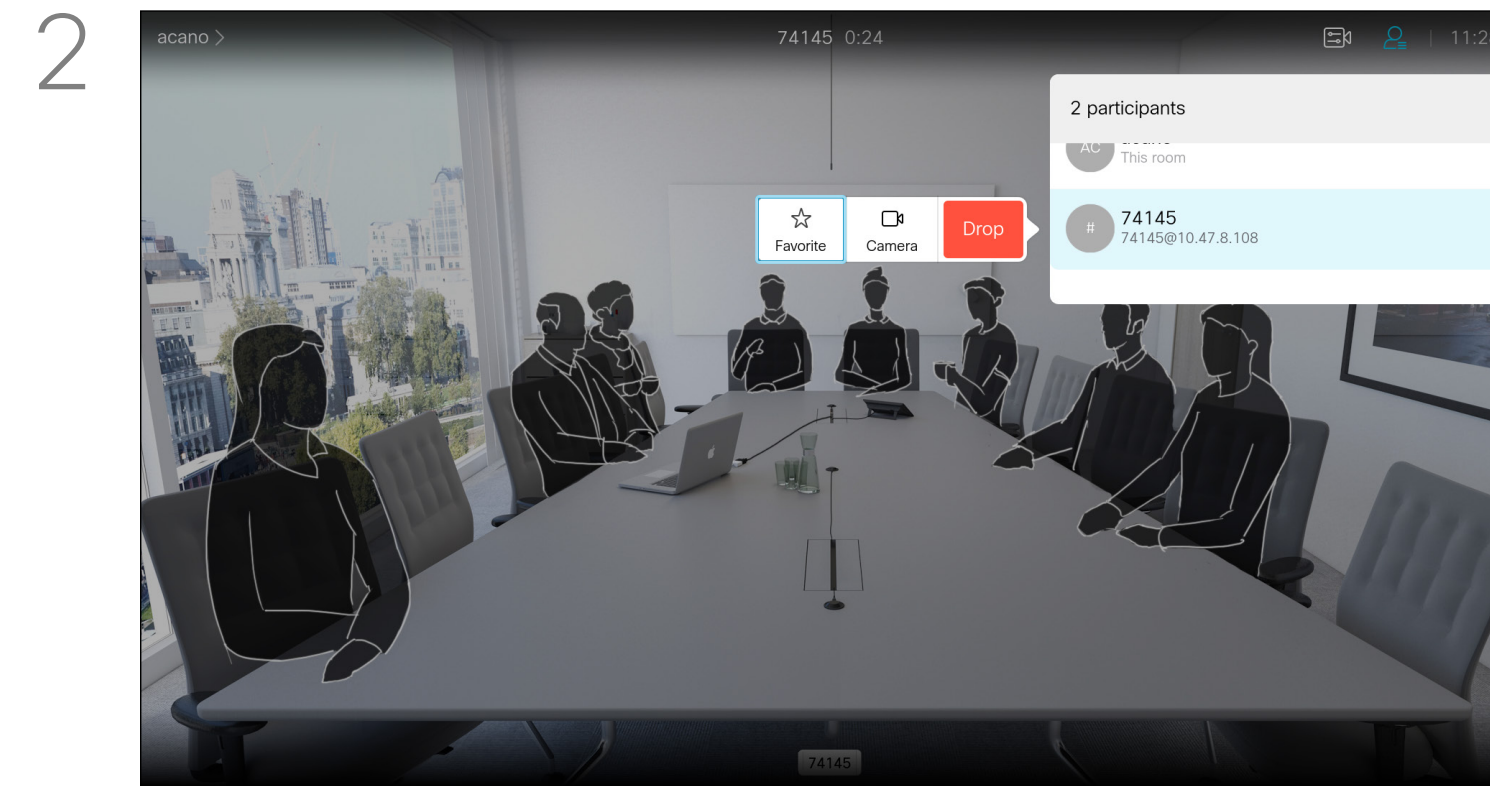 2
acano >
74145 0:24
11:2
2 participants
AC
This room
Favorite
Camera
Drop
#
74145
74145@10.47.8.108
74145